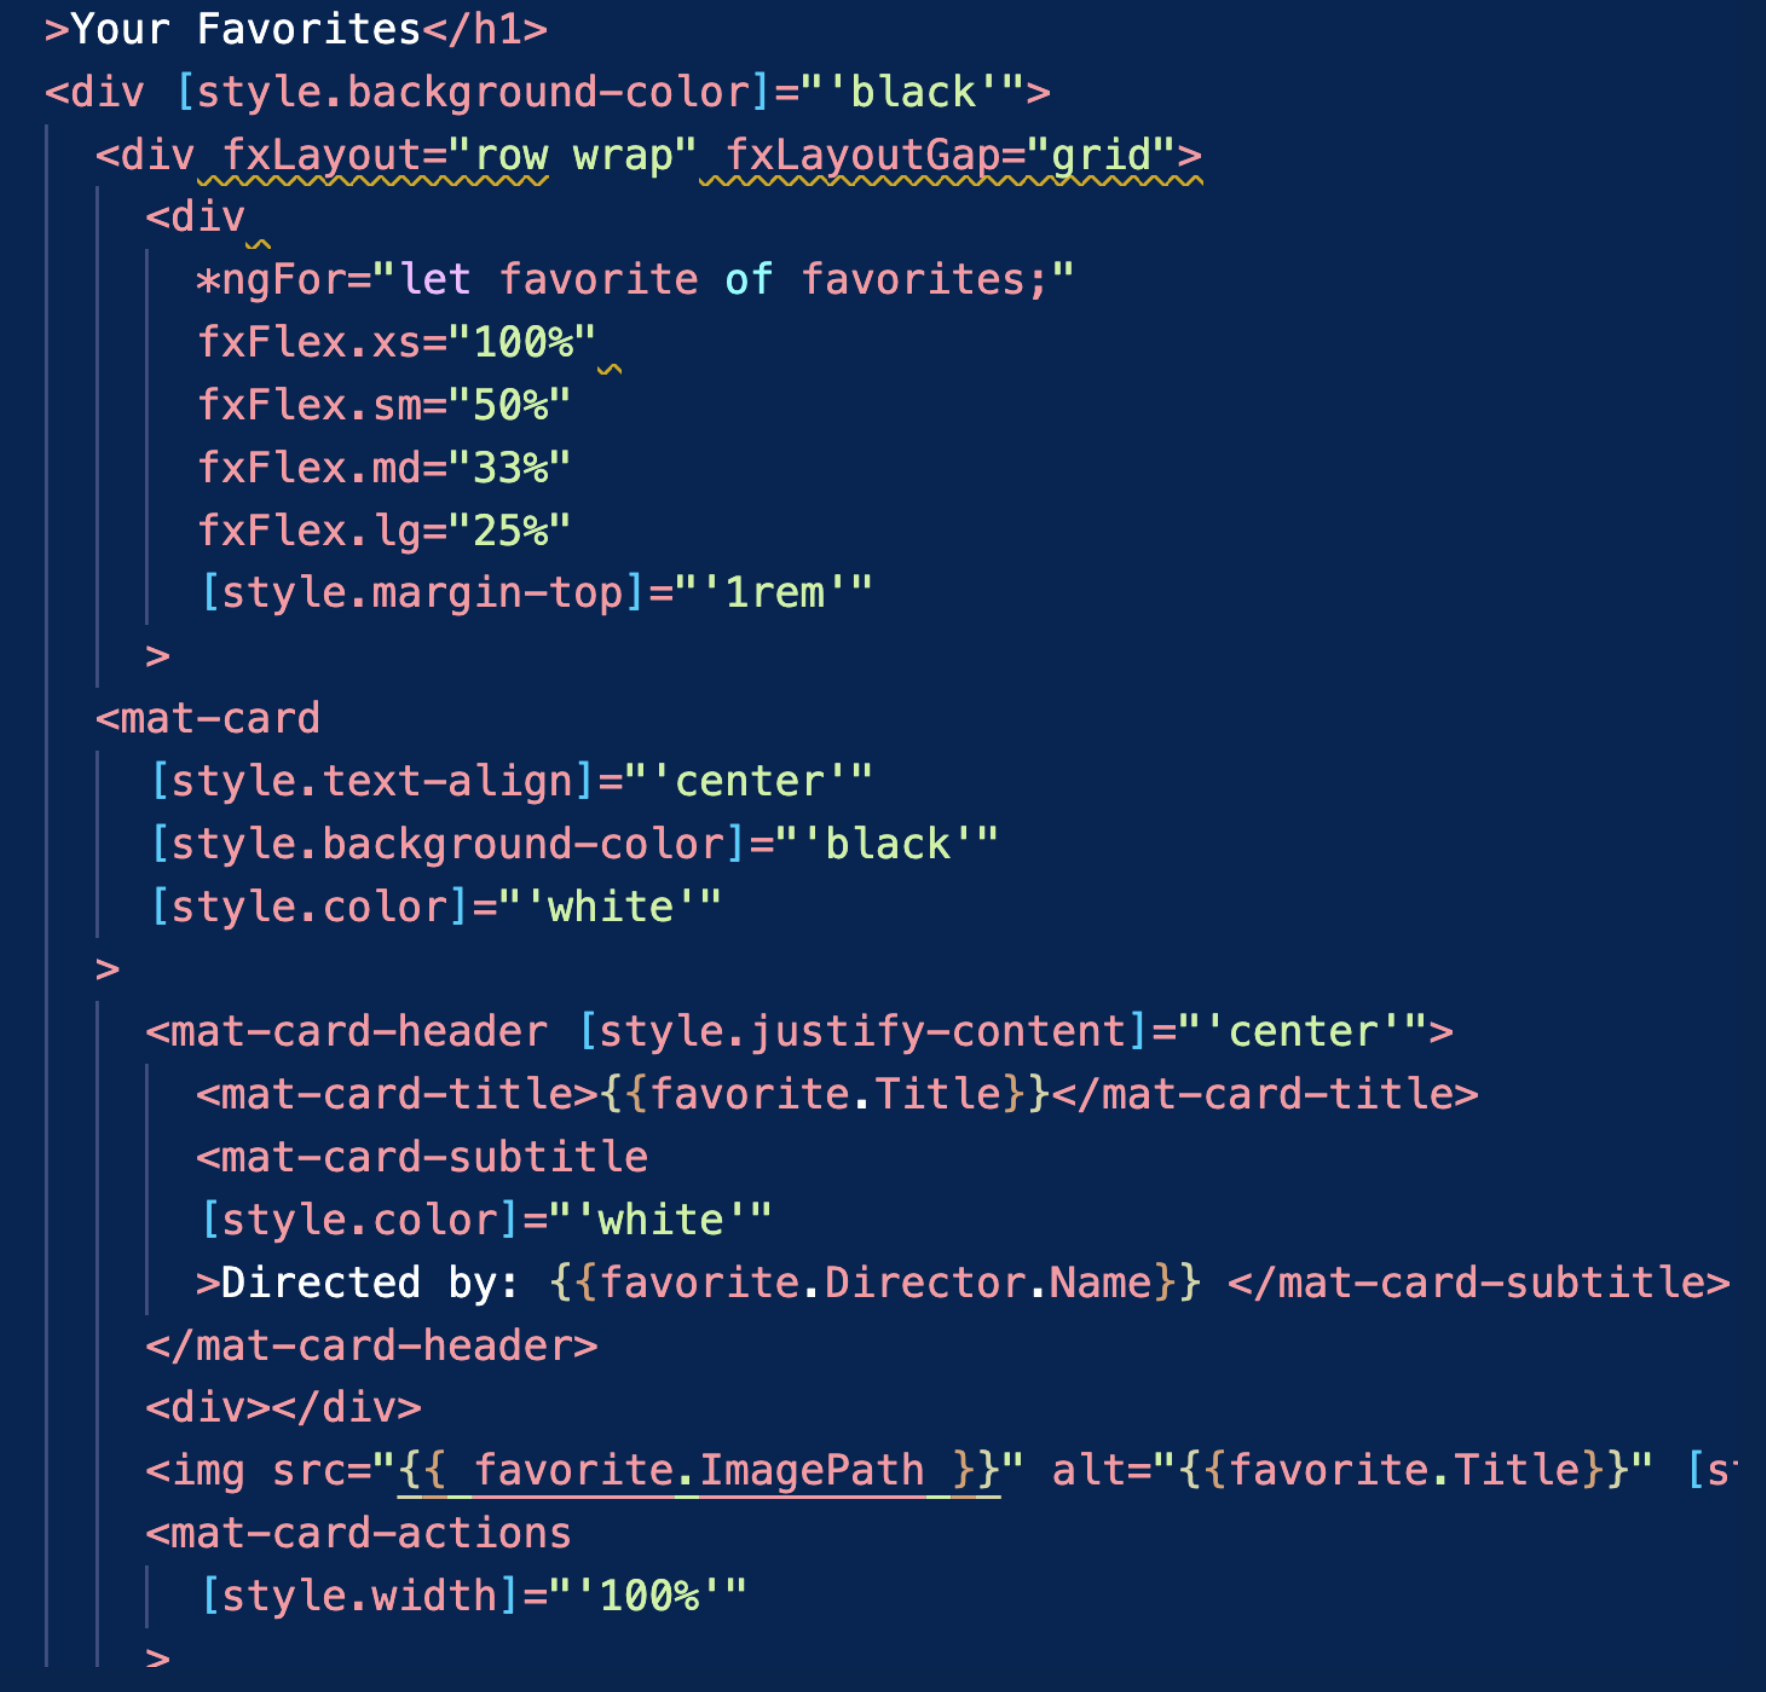 >Your Favorites</h1>
<div [style.background-color]="'black'">
<div fxLayout="row wrap" fxLayoutGap="grid">
<div
*ngFor="let favorite of favorites;"
fxFlex.xs="100%"
fxFlex.sm="50%"
fxFlex.md="33%"
fxFlex.lg="25%"
[style.margin-top]="'1rem'"
>
<mat-card
[style.text-align]="'center'"
[style.background-color]="'black'"
[style.color]="'white'"
>
<mat-card-header [style.justify-content]="'center'">
<mat-card-title>{{favorite.Title}}</mat-card-title>
<mat-card-subtitle
[style.color]="'white'"
>Directed by: {{favorite.Director.Name}} </mat-card-subtitle>
</mat-card-header>
<div></div>
<img src="{{ favorite.ImagePath }}" alt="{{favorite.Title}}" [s
<mat-card-actions
[style.width]="'100%'"
>